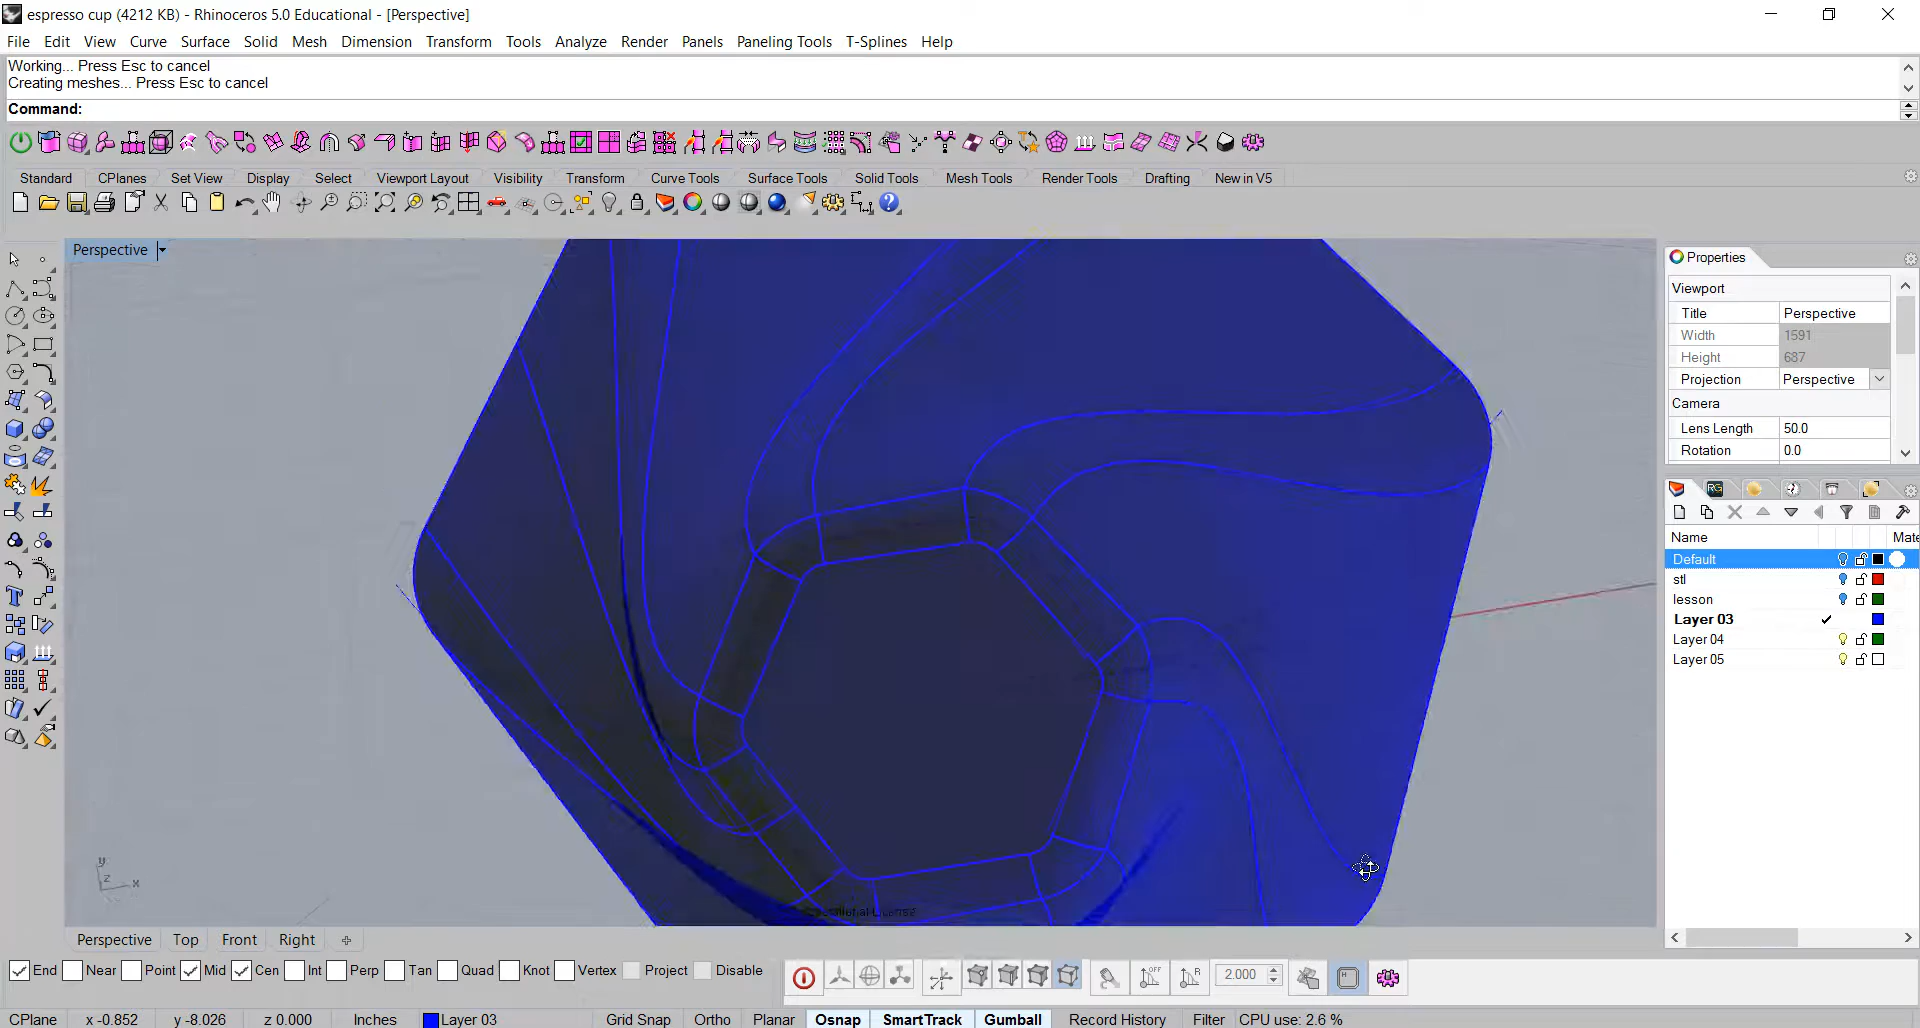 espresso cup (4212 KB) - Rhinoceros 5.0 Educational - [Perspective]
File Edit View Curve Surface Solid Mesh Dimension Transform Tools Analyze Render Panels Paneling Tools T-Splines Help
Working... Press Esc to cancel
Creating meshes... Press Esc to cancel
Command:
Standard CPlanes Set View Display Select Viewport Layout Visibility Transform Curve Tools Surface Tools Solid Tools Mesh Tools Render Tools Drafting New in V5
Perspective
Properties
Viewport
Title Perspective
Width 1591
Height 687
Projection Perspective
Camera
Lens Length 50.0
Rotation 0.0
RG
Name Mate
Default
stl
lesson
Layer 03
Layer 04
Layer 05
y
z x
Perspective Top Front Right
End Near Point Mid Cen Int Perp Tan Quad Knot Vertex Project Disable
OFF R 2.000 H
CPlane x -0.852 y -8.026 z 0.000 Inches Layer 03 Grid Snap Ortho Planar Osnap SmartTrack Gumball Record History Filter CPU use: 2.6 %